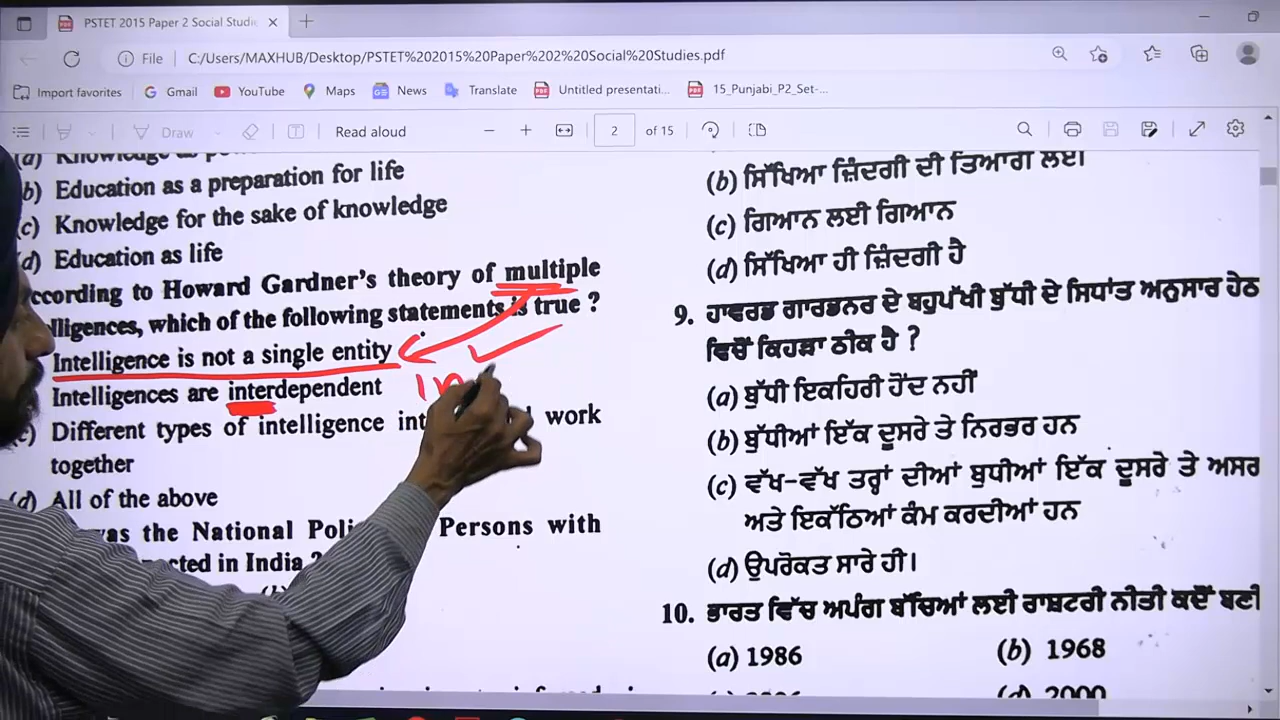 PSTET 2015 Paper 2 Social Studi
File
C:/Users/MAXHUB/Desktop/PSTET%202015%20Paper%202%20Social%20Studies.pdf
Import favorites
Gmail
YouTube
Maps
News
Translate
Untitled presentati...
15_Punjabi_P2_Set-...
Draw
Read aloud
2
of 15
(a) Knowledge as
b) Education as a preparation for life
(c) Knowledge for the sake of knowledge
d) Education as life
ccording to Howard Gardner's theory of multiple
lligences, which of the following statements is true ?
Intelligence is not a single entity
Intelligences are interdependent
in
c) Different types of intelligence work
together
(d) All of the above
was the National Persons with
in India
(b) ਸਿੱਖਿਆ ਜ਼ਿੰਦਗੀ ਦੀ ਤਿਆਰੀ ਲਈ।
(c) ਗਿਆਨ ਲਈ ਗਿਆਨ
(d) ਸਿੱਖਿਆ ਹੀ ਜ਼ਿੰਦਗੀ ਹੈ
9. ਹਾਵਰਡ ਗਾਰਡਨਰ ਦੇ ਬਹੁਪੱਖੀ ਬੁੱਧੀ ਦੇ ਸਿਧਾਂਤ ਅਨੁਸਾਰ ਹੇਠ
ਵਿਚੋਂ ਕਿਹੜਾ ਠੀਕ ਹੈ ?
(a) ਬੁੱਧੀ ਇਕਹਿਰੀ ਹੋਂਦ ਨਹੀਂ
(b) ਬੁੱਧੀਆਂ ਇੱਕ ਦੂਸਰੇ ਤੇ ਨਿਰਭਰ ਹਨ
(c) ਵੱਖ-ਵੱਖ ਤਰ੍ਹਾਂ ਦੀਆਂ ਬੁਧੀਆਂ ਇੱਕ ਦੂਸਰੇ ਤੇ ਅਸਰ
ਅਤੇ ਇਕੱਠਿਆਂ ਕੰਮ ਕਰਦੀਆਂ ਹਨ
(d) ਉਪਰੋਕਤ ਸਾਰੇ ਹੀ।
10. ਭਾਰਤ ਵਿੱਚ ਅਪੰਗ ਬੱਚਿਆਂ ਲਈ ਰਾਸ਼ਟਰੀ ਨੀਤੀ ਕਦੋਂ ਬਣੀ
(a) 1986
(b) 1968
(d) 2000